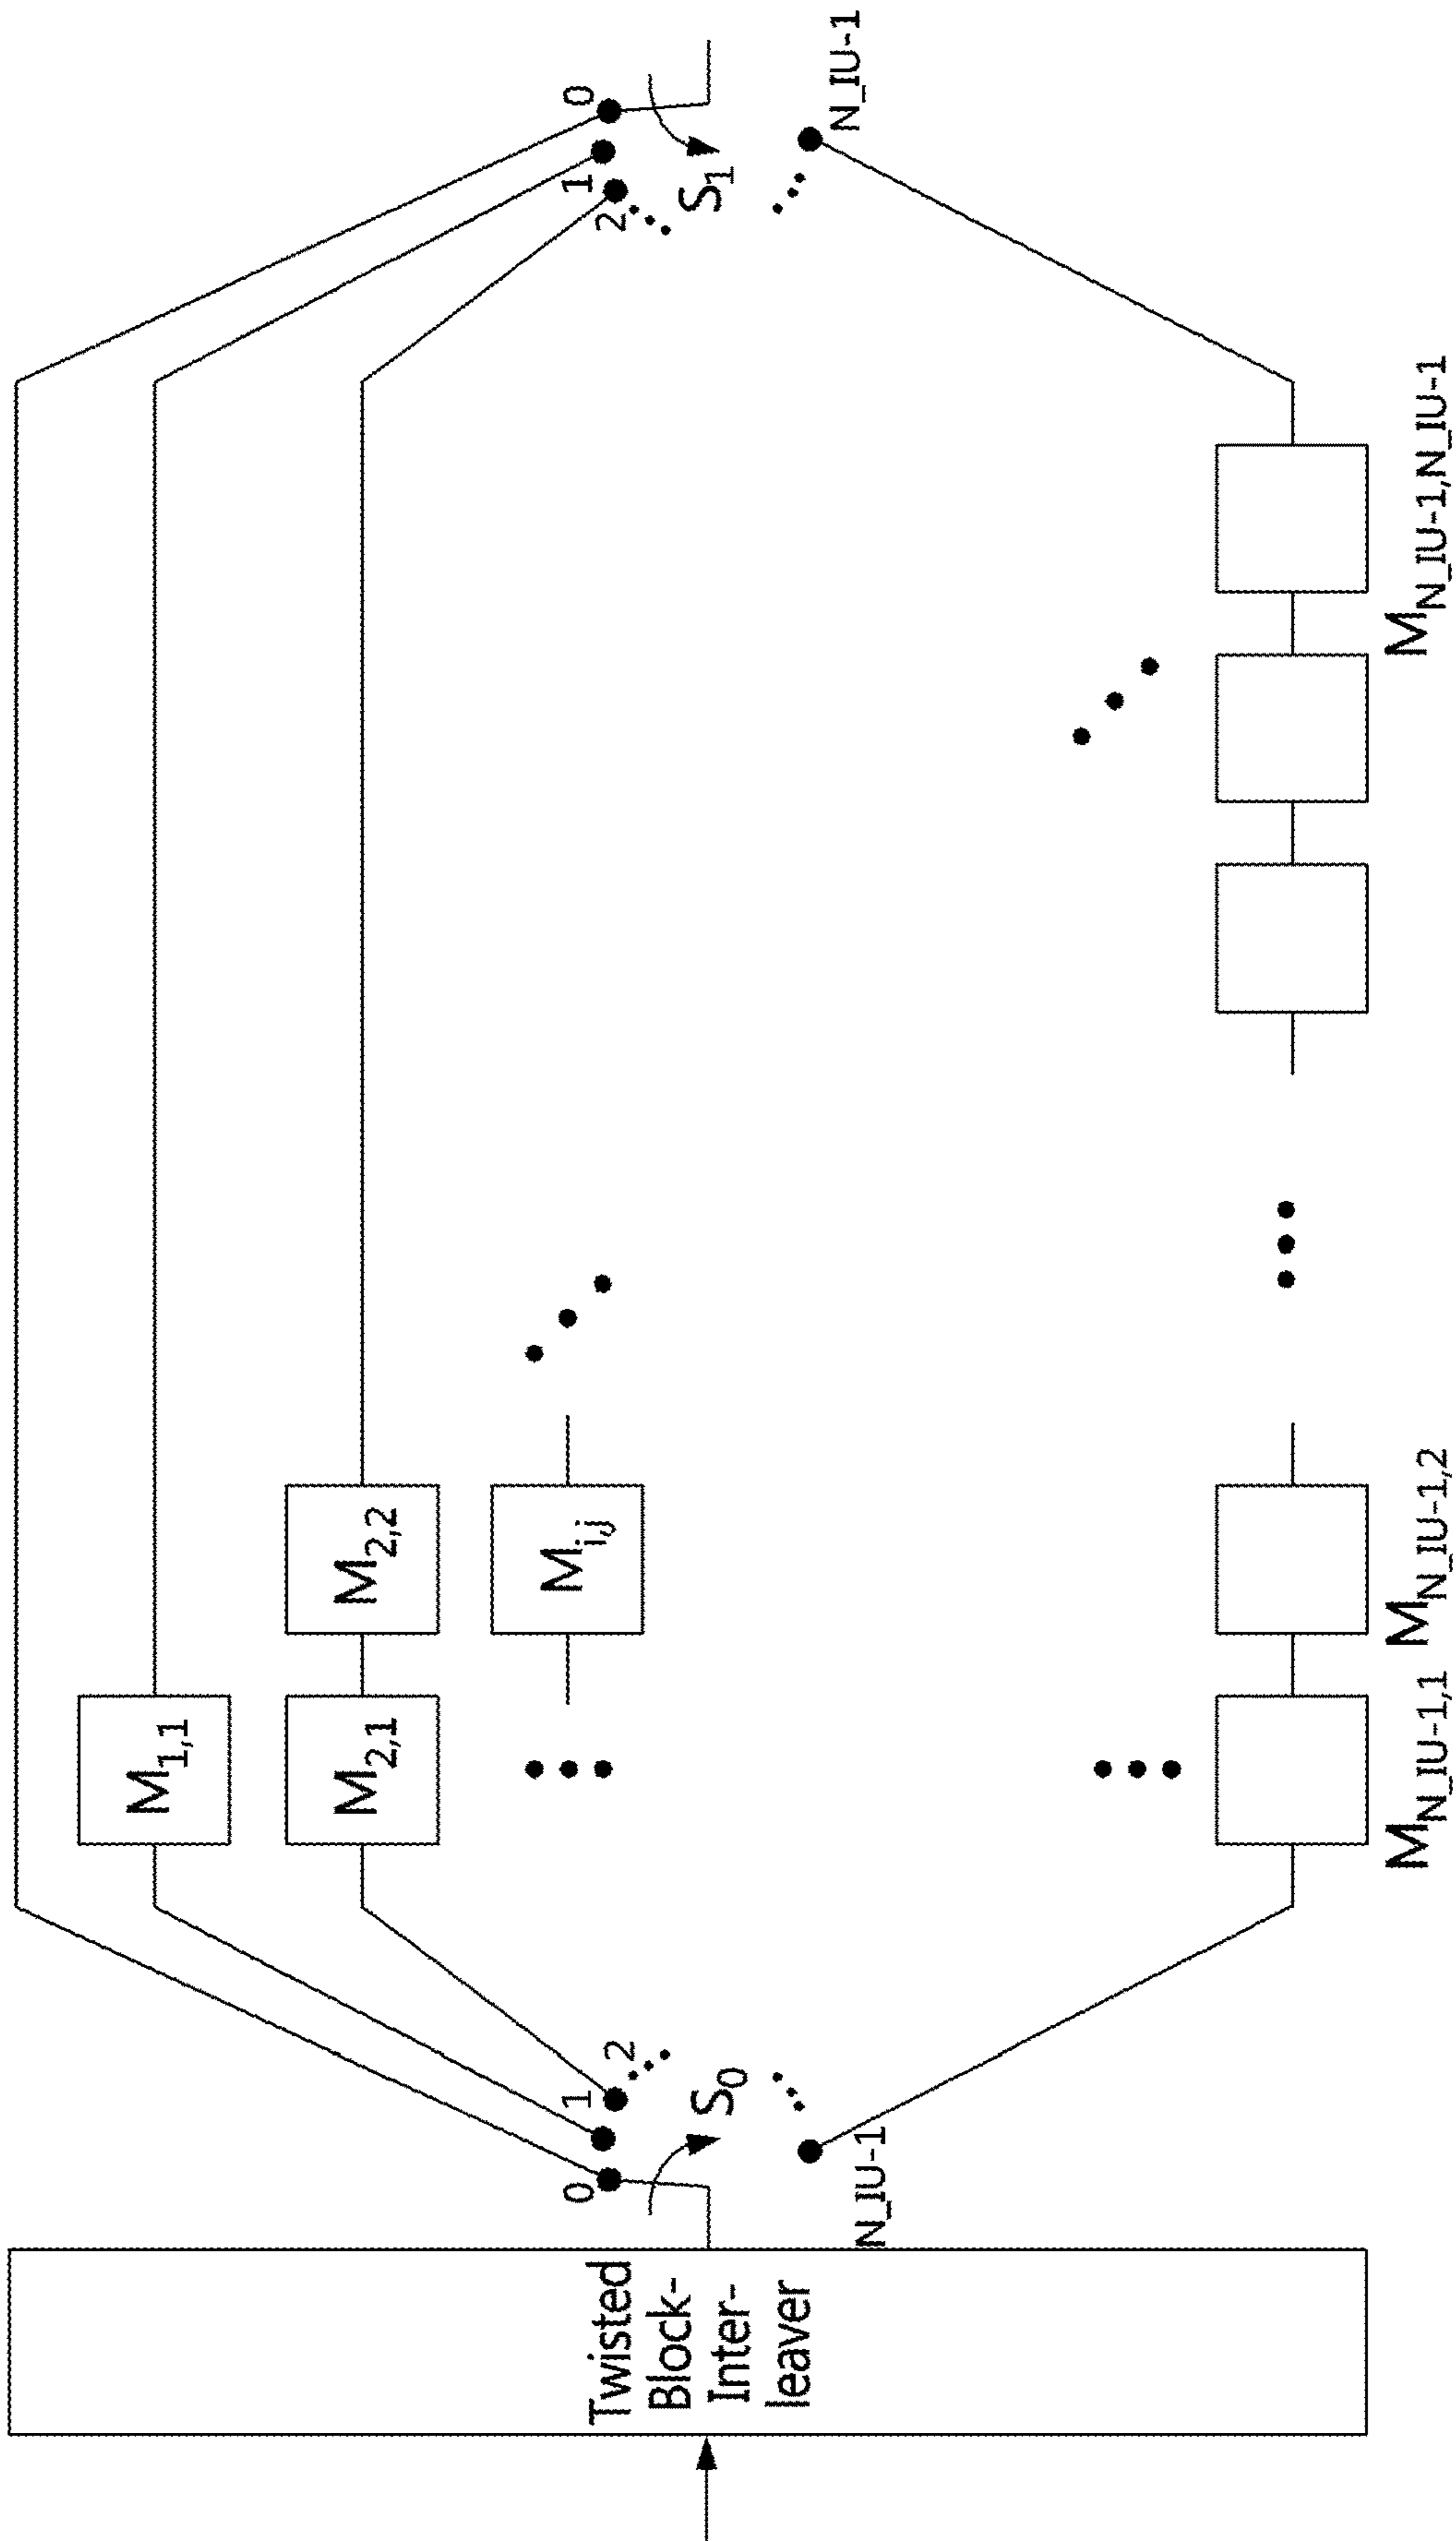 Twisted
Block-
Inter-
leaver
0
1
2
S0
N_IU-1
M1,1
M2,1
M2,2
Mi,j
MN_IU-1,1
MN_IU-1,2
MN_IU-1,N_IU-1
0
1
2
S1
N_IU-1